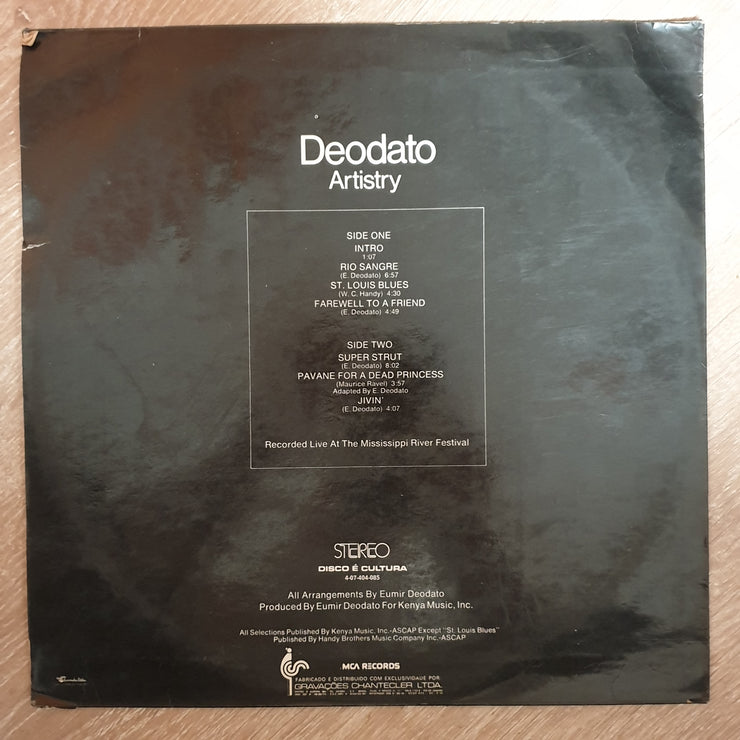 Deodato
Artistry
SIDE ONE
INTRO
1:07
RIO SANGRE
(E. Deodato) 6:57
ST. LOUIS BLUES
(W. C. Handy) 4:30
FAREWELL TO A FRIEND
(E. Deodato) 4:49
SIDE TWO
SUPER STRUT
(E. Deodato) 8:02
PAVANE FOR A DEAD PRINCESS
(Maurice Ravel) 3:57
Adapted By E. Deodato
JIVIN'
(E. Deodato) 4:07
Recorded Live At The Mississippi River Festival
STEREO
DISCO É CULTURA
4-07-404-085
All Arrangements By Eumir Deodato
Produced By Eumir Deodato For Kenya Music, Inc.
All Selections Published By Kenya Music, Inc.-ASCAP Except "St. Louis Blues"
Published By Handy Brothers Music Company Inc.-ASCAP
MCA RECORDS
FABRICADO E DISTRIBUIDO COM EXCLUSIVIDADE POR:
GRAVAÇÕES CHANTECLER LTDA.